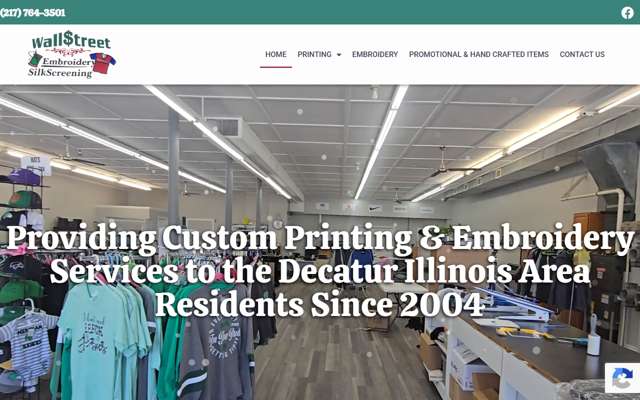 (217) 764-3501
Wall$treet
Embroidery
SilkScreening
HOME
PRINTING
EMBROIDERY
PROMOTIONAL & HAND CRAFTED ITEMS
CONTACT US
Providing Custom Printing & Embroidery
Services to the Decatur Illinois Area
Residents Since 2004